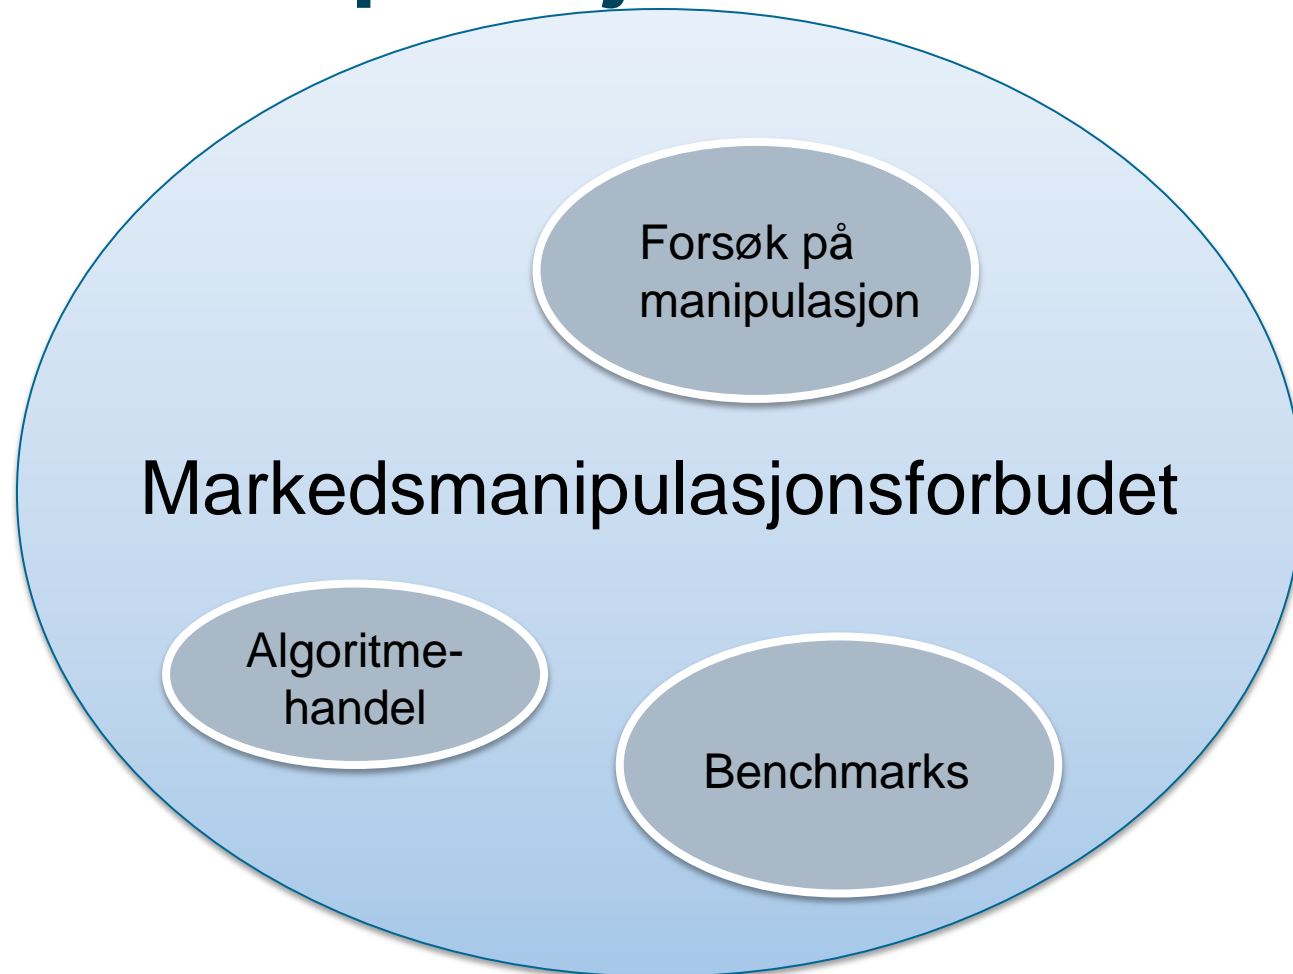 Forsøk på
manipulasjon
Markedsmanipulasjonsforbudet
Algoritme-
handel
Benchmarks